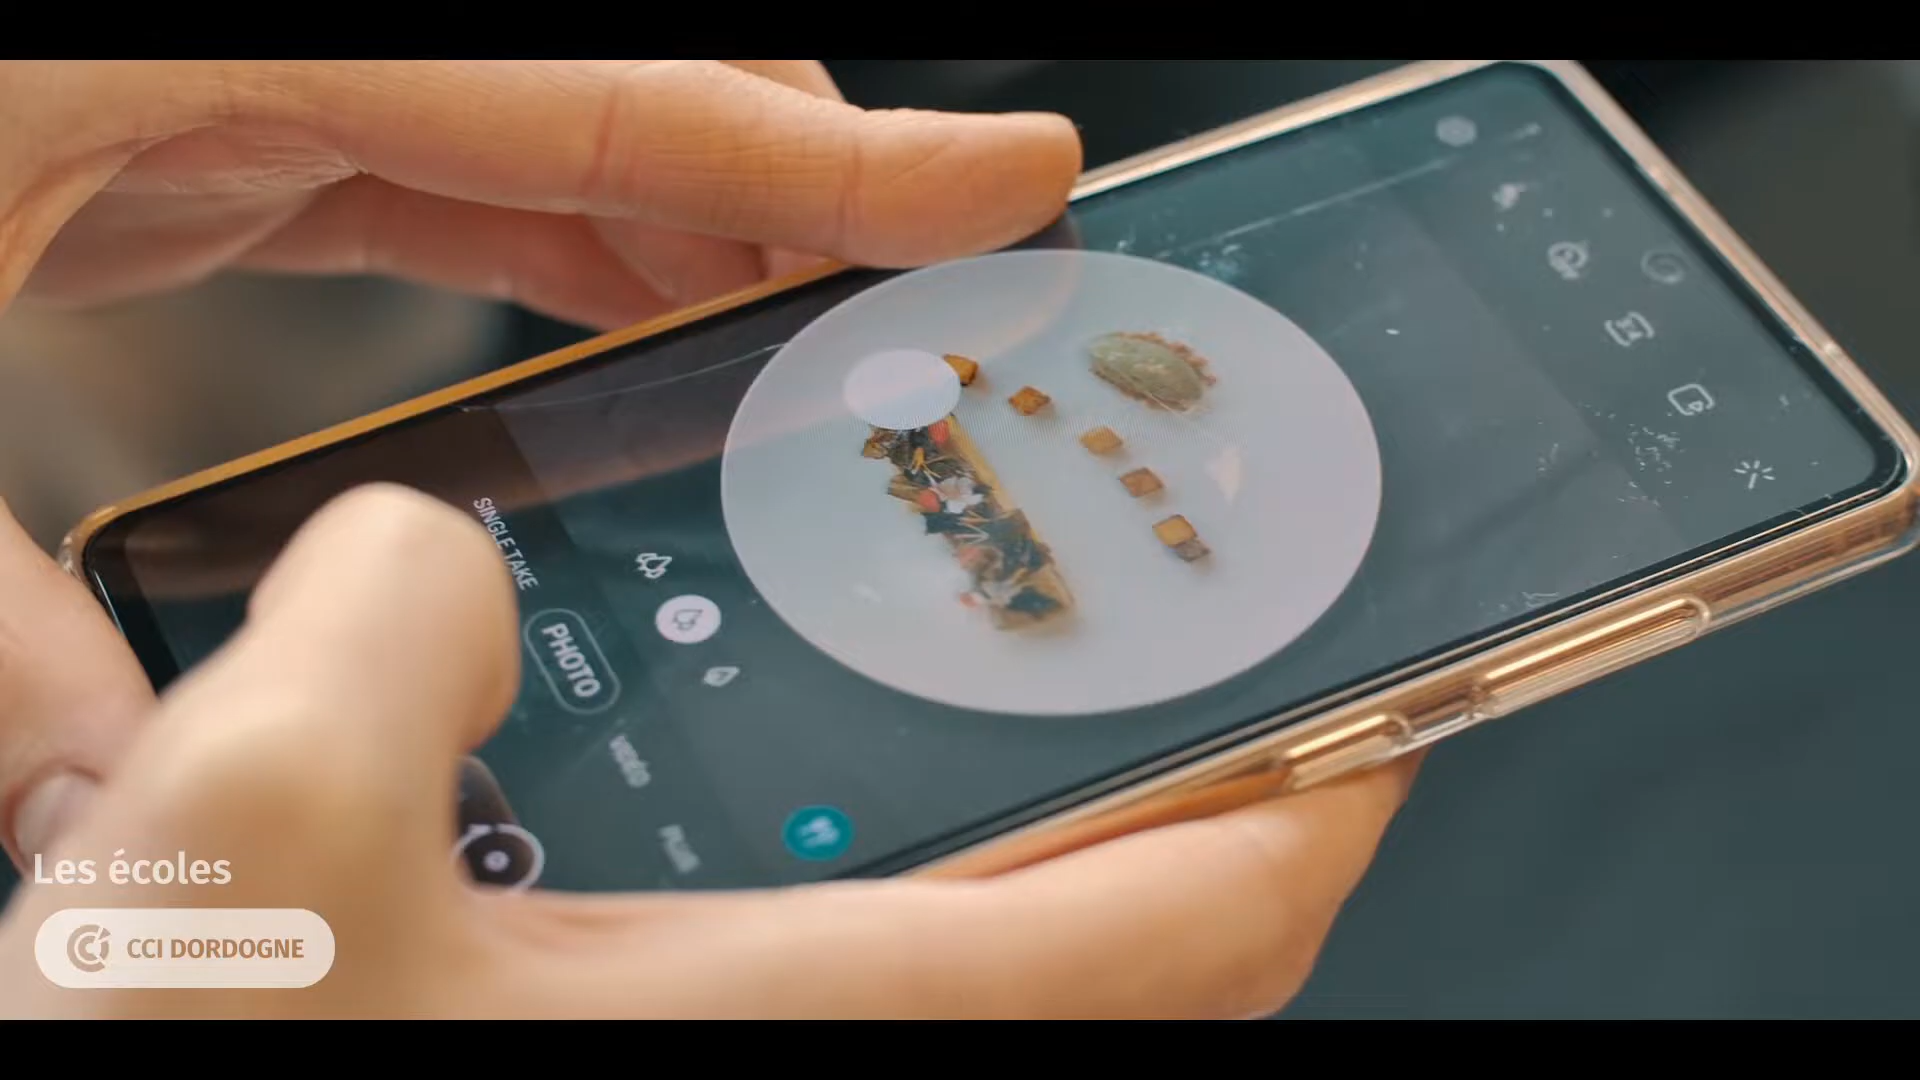 SINGLE TAKE
PHOTO
VIDÉO
PLUS
Les écoles
CCI DORDOGNE